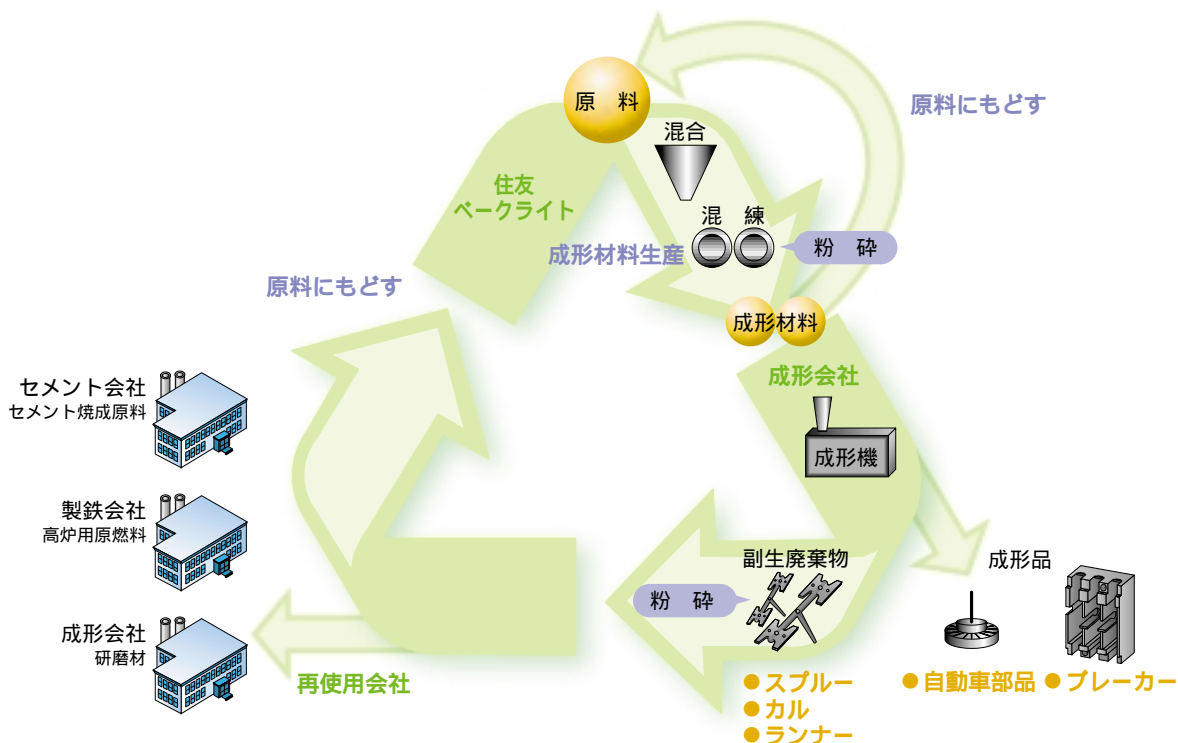 原　料
原料にもどす
混合
住友
ベークライト
混　練
成形材料生産
粉　砕
原料にもどす
成形材料
成形会社
セメント会社
セメント焼成原料
成形機
製鉄会社
高炉用原燃料
副生廃棄物
成形品
粉　砕
成形会社
研磨材
再使用会社
●スプルー
●カル
●ランナー
●自動車部品
●ブレーカー